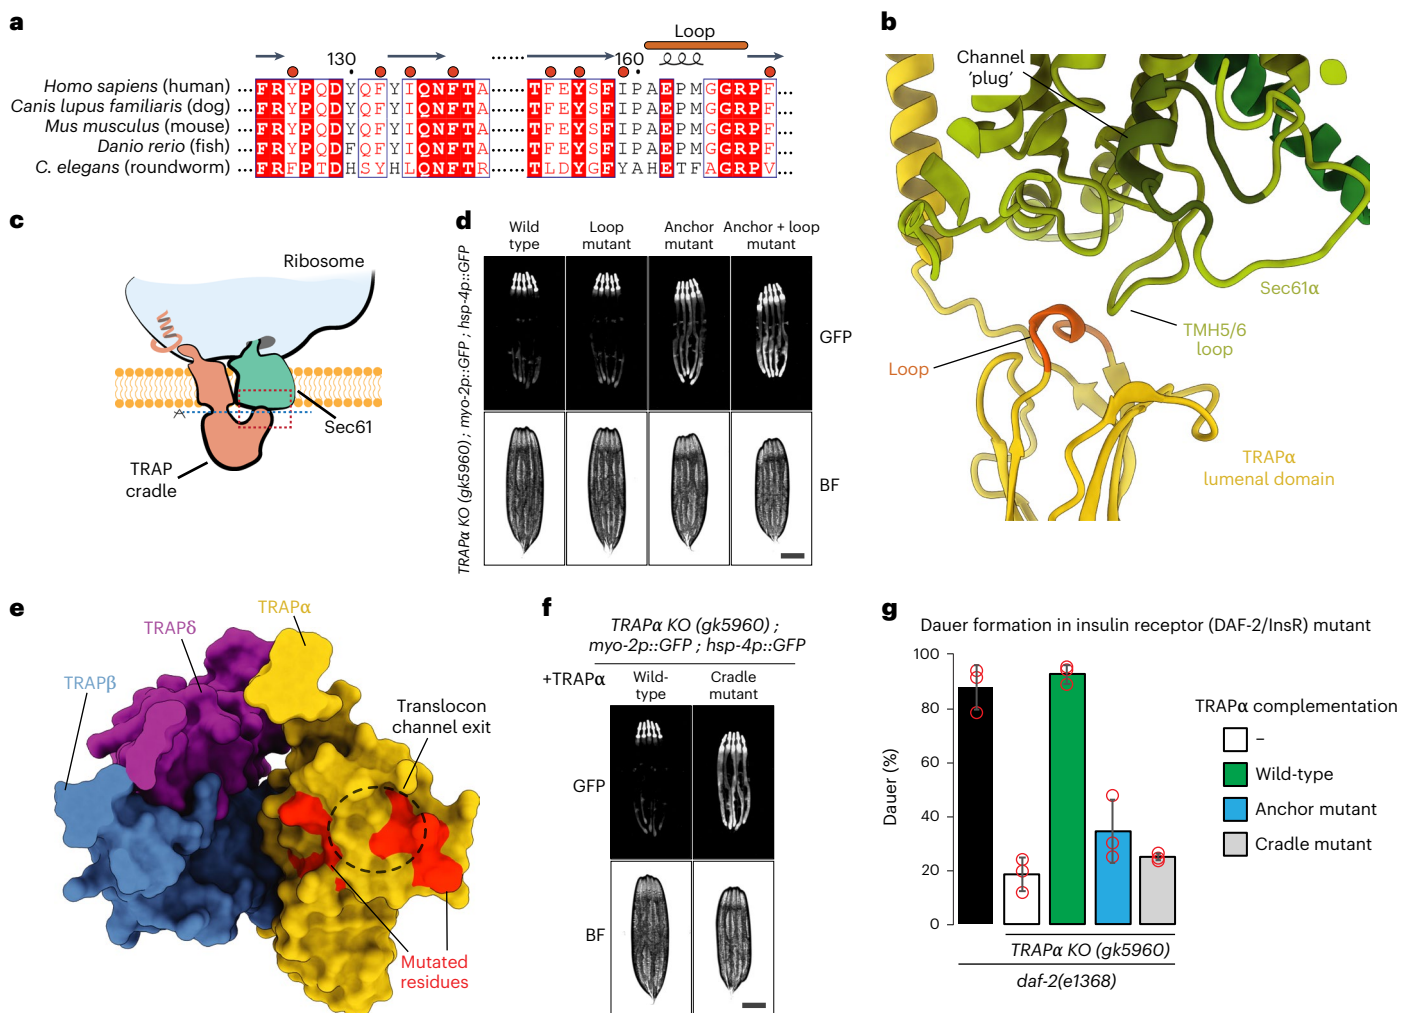 a
Loop
130
160
Homo sapiens (human) ••• FRYPQDYQFYIQNFTA •••••• TFEYSFIPAEPMGGRPF •••
Canis lupus familiaris (dog) ••• FRYPQDYQFYIQNFTA •••••• TFEYSFIPAEPMGGRPF •••
Mus musculus (mouse) ••• FRYPQDYQFYIQNFTA •••••• TFEYSFIPAEPMGGRPF •••
Danio rerio (fish) ••• FRYPQDFQFYIQNFTA •••••• TFEYSFIPAEPMGGRPF •••
C. elegans (roundworm) ••• FRFPTDHSYHLQNFTR •••••• TLDYGFYAHETFAGRPV •••
b
Channel
'plug'
Sec61α
TMH5/6
loop
Loop
TRAPα
lumenal domain
c
Ribosome
Sec61
TRAP
cradle
d
Wild
type
Loop
mutant
Anchor
mutant
Anchor + loop
mutant
TRAPα KO (gk5960) ; myo-2p::GFP ; hsp-4p::GFP
GFP
BF
e
TRAPα
TRAPδ
TRAPβ
Translocon
channel exit
Mutated
residues
f
TRAPα KO (gk5960) ;
myo-2p::GFP ; hsp-4p::GFP
+TRAPα
Wild-
type
Cradle
mutant
GFP
BF
g
Dauer formation in insulin receptor (DAF-2/InsR) mutant
Dauer (%)
100
80
60
40
20
0
TRAPα KO (gk5960)
daf-2(e1368)
TRAPα complementation
–
Wild-type
Anchor mutant
Cradle mutant